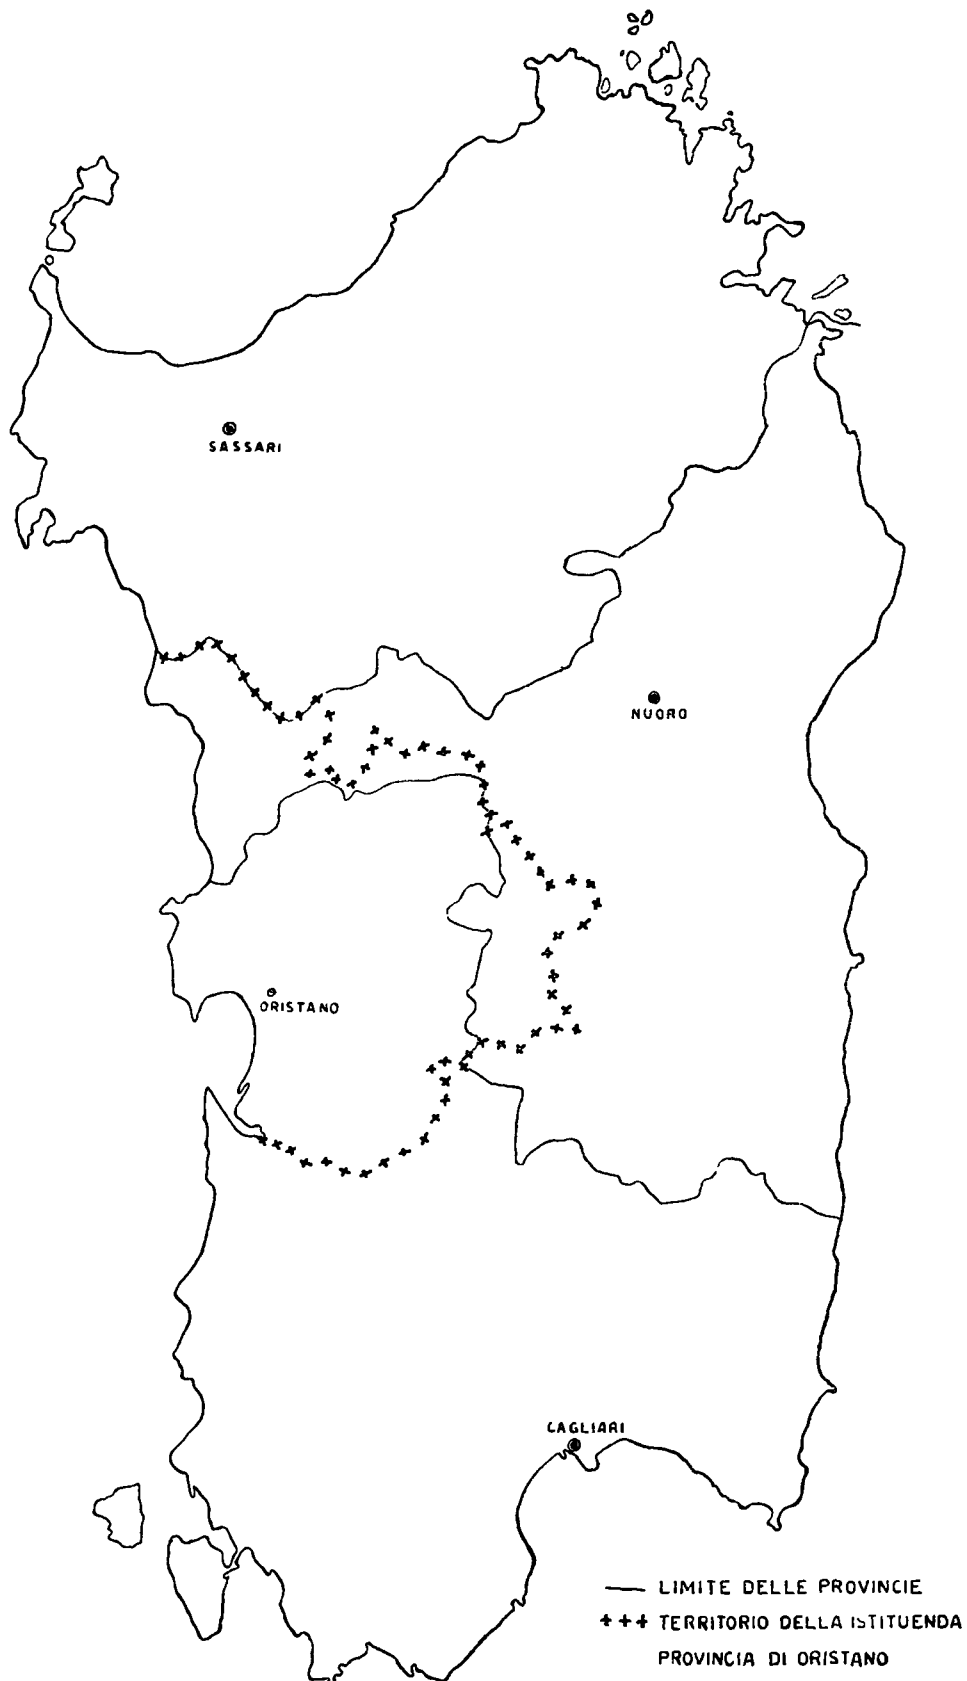 SASSARI
NUORO
ORISTANO
CAGLIARI
LIMITE DELLE PROVINCIE
+++ TERRITORIO DELLA ISTITUENDA
PROVINCIA DI ORISTANO